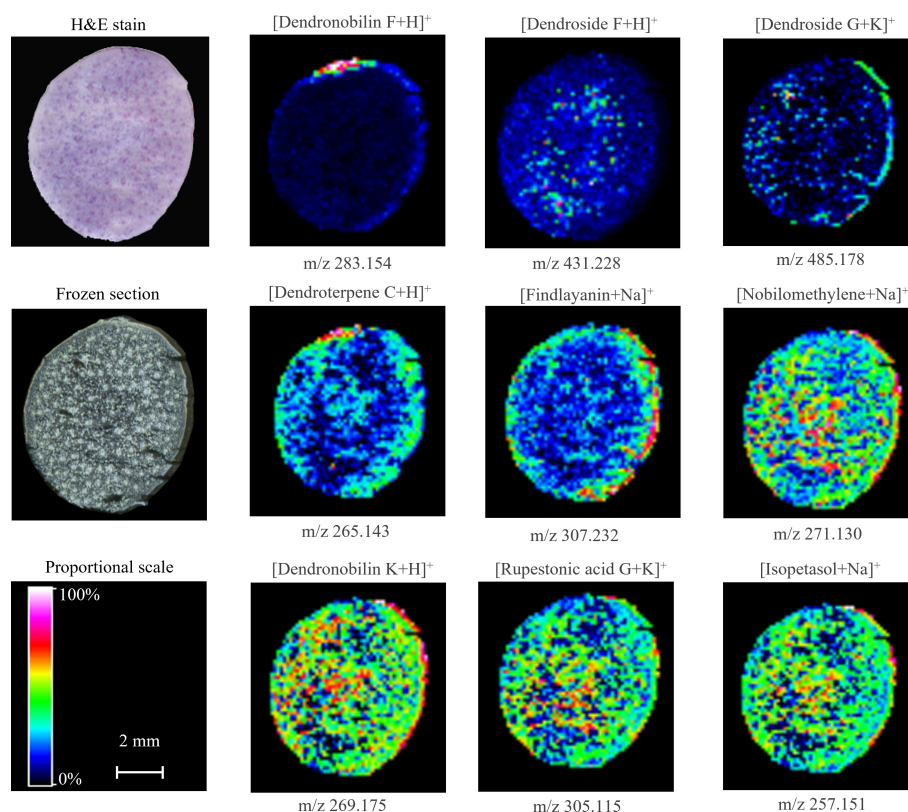 H&E stain
[Dendronobilin F+H]⁺
[Dendroside F+H]⁺
[Dendroside G+K]⁺
m/z 283.154
m/z 431.228
m/z 485.178
Frozen section
[Dendroterpene C+H]⁺
[Findlayanin+Na]⁺
[Nobilomethylene+Na]⁺
m/z 265.143
m/z 307.232
m/z 271.130
Proportional scale
[Dendronobilin K+H]⁺
[Rupestonic acid G+K]⁺
[Isopetasol+Na]⁺
100%
2 mm
0%
m/z 269.175
m/z 305.115
m/z 257.151